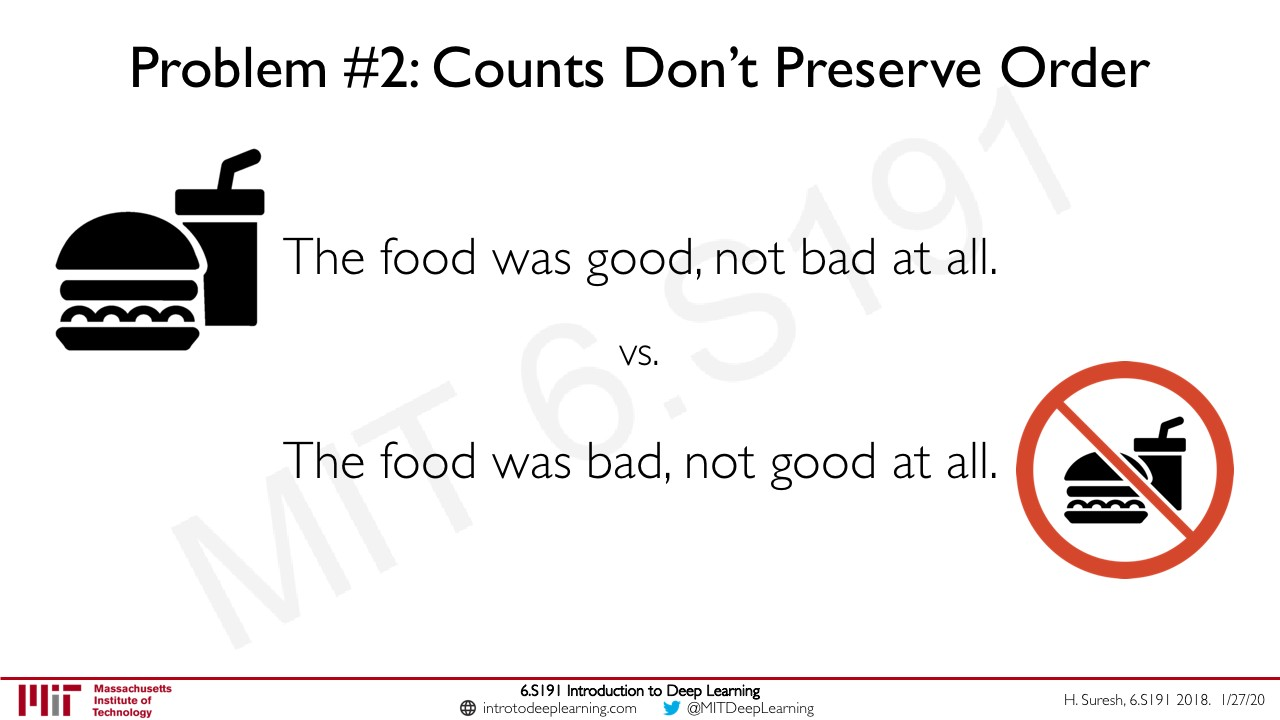 Problem #2: Counts Don’t Preserve Order
The food was good, not bad at all.
vs.
The food was bad, not good at all.
MIT 6.S191
Massachusetts
Institute of
Technology
6.S191 Introduction to Deep Learning
introtodeeplearning.com @MITDeepLearning
H. Suresh, 6.S191 2018. 1/27/20